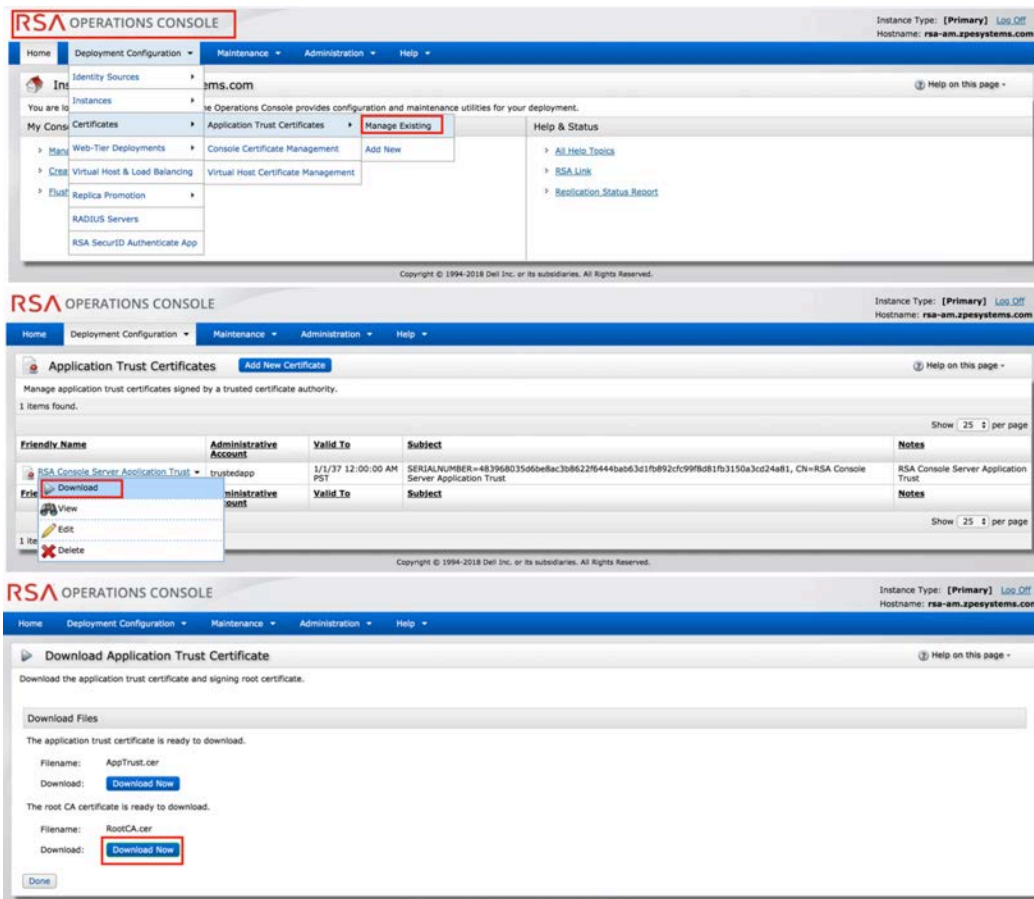 RSA OPERATIONS CONSOLE
Instance Type: [Primary] Log Off
Hostname: rsa-am.zpesystems.com
Home Deployment Configuration Maintenance Administration Help
Identity Sources
Ins ems.com Help on this page
Instances
You are lo e Operations Console provides configuration and maintenance utilities for your deployment.
My Cons Certificates Application Trust Certificates Manage Existing Help & Status
Mana Web-Tier Deployments Console Certificate Management Add New All Help Topics
Crea Virtual Host & Load Balancing Virtual Host Certificate Management RSA Link
Flus Replica Promotion Replication Status Report
RADIUS Servers
RSA SecurID Authenticate App
Copyright © 1994-2018 Dell Inc. or its subsidiaries. All Rights Reserved.
RSA OPERATIONS CONSOLE
Instance Type: [Primary] Log Off
Hostname: rsa-am.zpesystems.com
Home Deployment Configuration Maintenance Administration Help
Application Trust Certificates Add New Certificate Help on this page
Manage application trust certificates signed by a trusted certificate authority.
1 items found.
Show 25 per page
Friendly Name Administrative Account Valid To Subject Notes
RSA Console Server Application Trust trustedapp 1/1/37 12:00:00 AM PST SERIALNUMBER=483968035d6be8ac3b8622f6444bab63d1fb892cfc99f8d81fb3150a3cd24a81, CN=RSA Console Server Application Trust RSA Console Server Application Trust
Download
Frie ministrative count Valid To Subject Notes
View
Show 25 per page
Edit
1 ite
Delete
Copyright © 1994-2018 Dell Inc. or its subsidiaries. All Rights Reserved.
RSA OPERATIONS CONSOLE
Instance Type: [Primary] Log Off
Hostname: rsa-am.zpesystems.com
Home Deployment Configuration Maintenance Administration Help
Download Application Trust Certificate Help on this page
Download the application trust certificate and signing root certificate.
Download Files
The application trust certificate is ready to download.
Filename: AppTrust.cer
Download: Download Now
The root CA certificate is ready to download.
Filename: RootCA.cer
Download: Download Now
Done